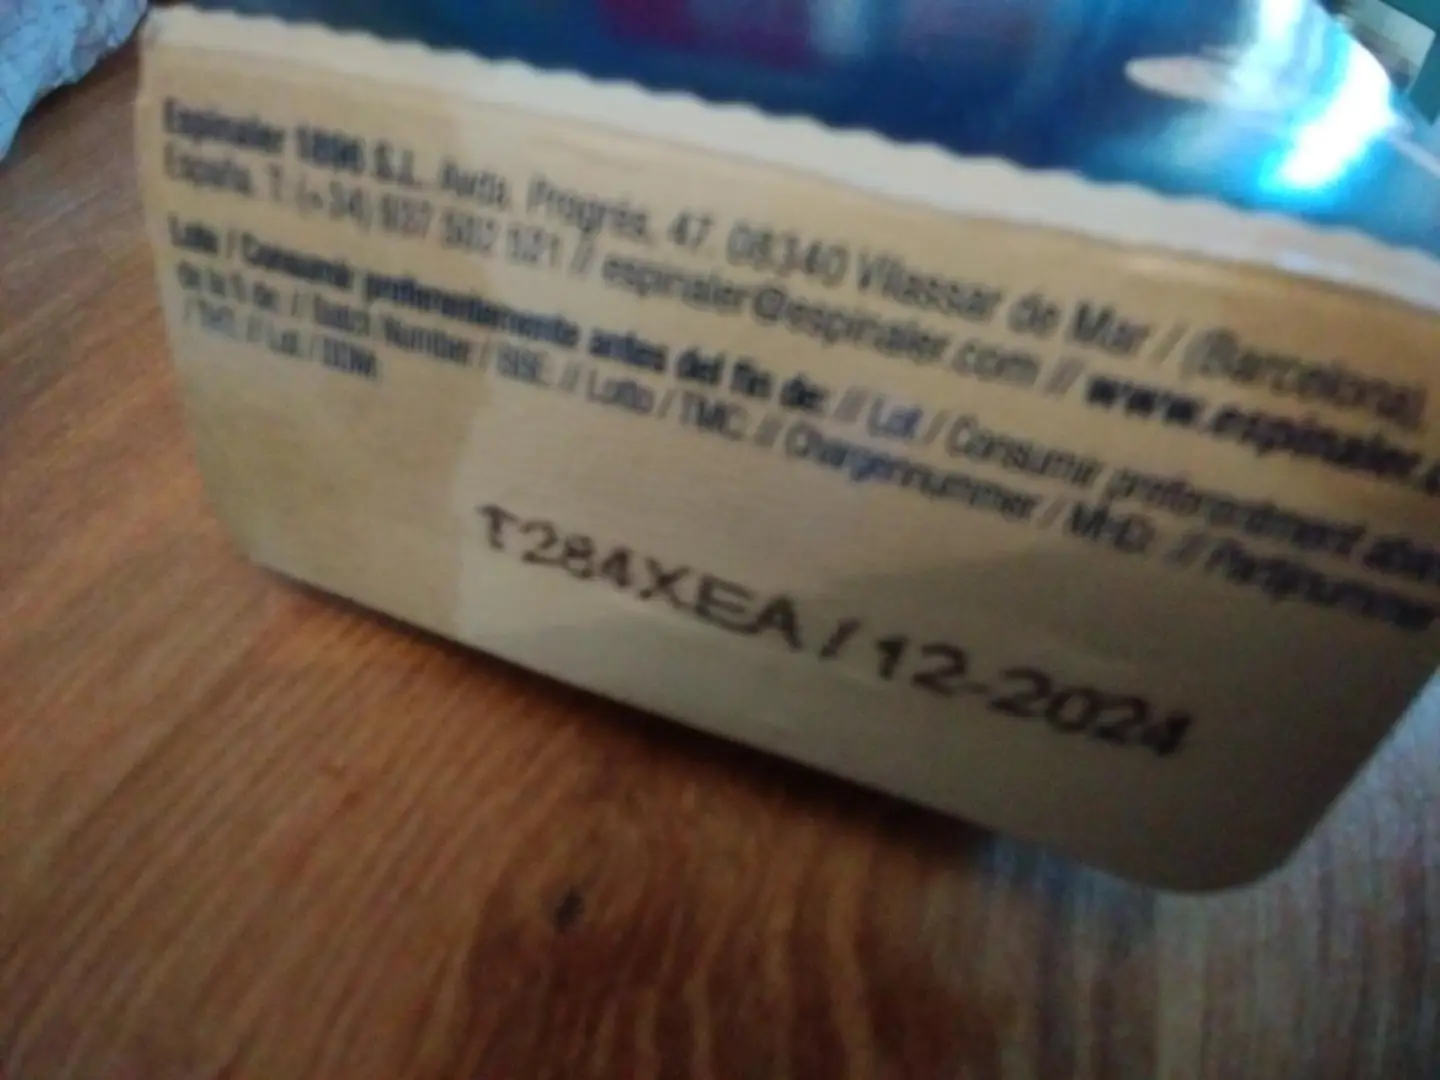 Espinaler 1896 S.L. Avda. Progrés, 47. 08340 Vilassar de Mar / (Barcelona).
España. T. (+34) 937 502 521 // espinaler@espinaler.com // www.espinaler.
Lote / Consumir preferentemente antes del fin de: // Lot / Consumir preferentment abans
de la fi de: // Batch Number / BBE: // Lotto / TMC: // Chargennummer / MHD: // Partijnummer
/ THT: // Lot / DDM:
T284XEA / 12-2024